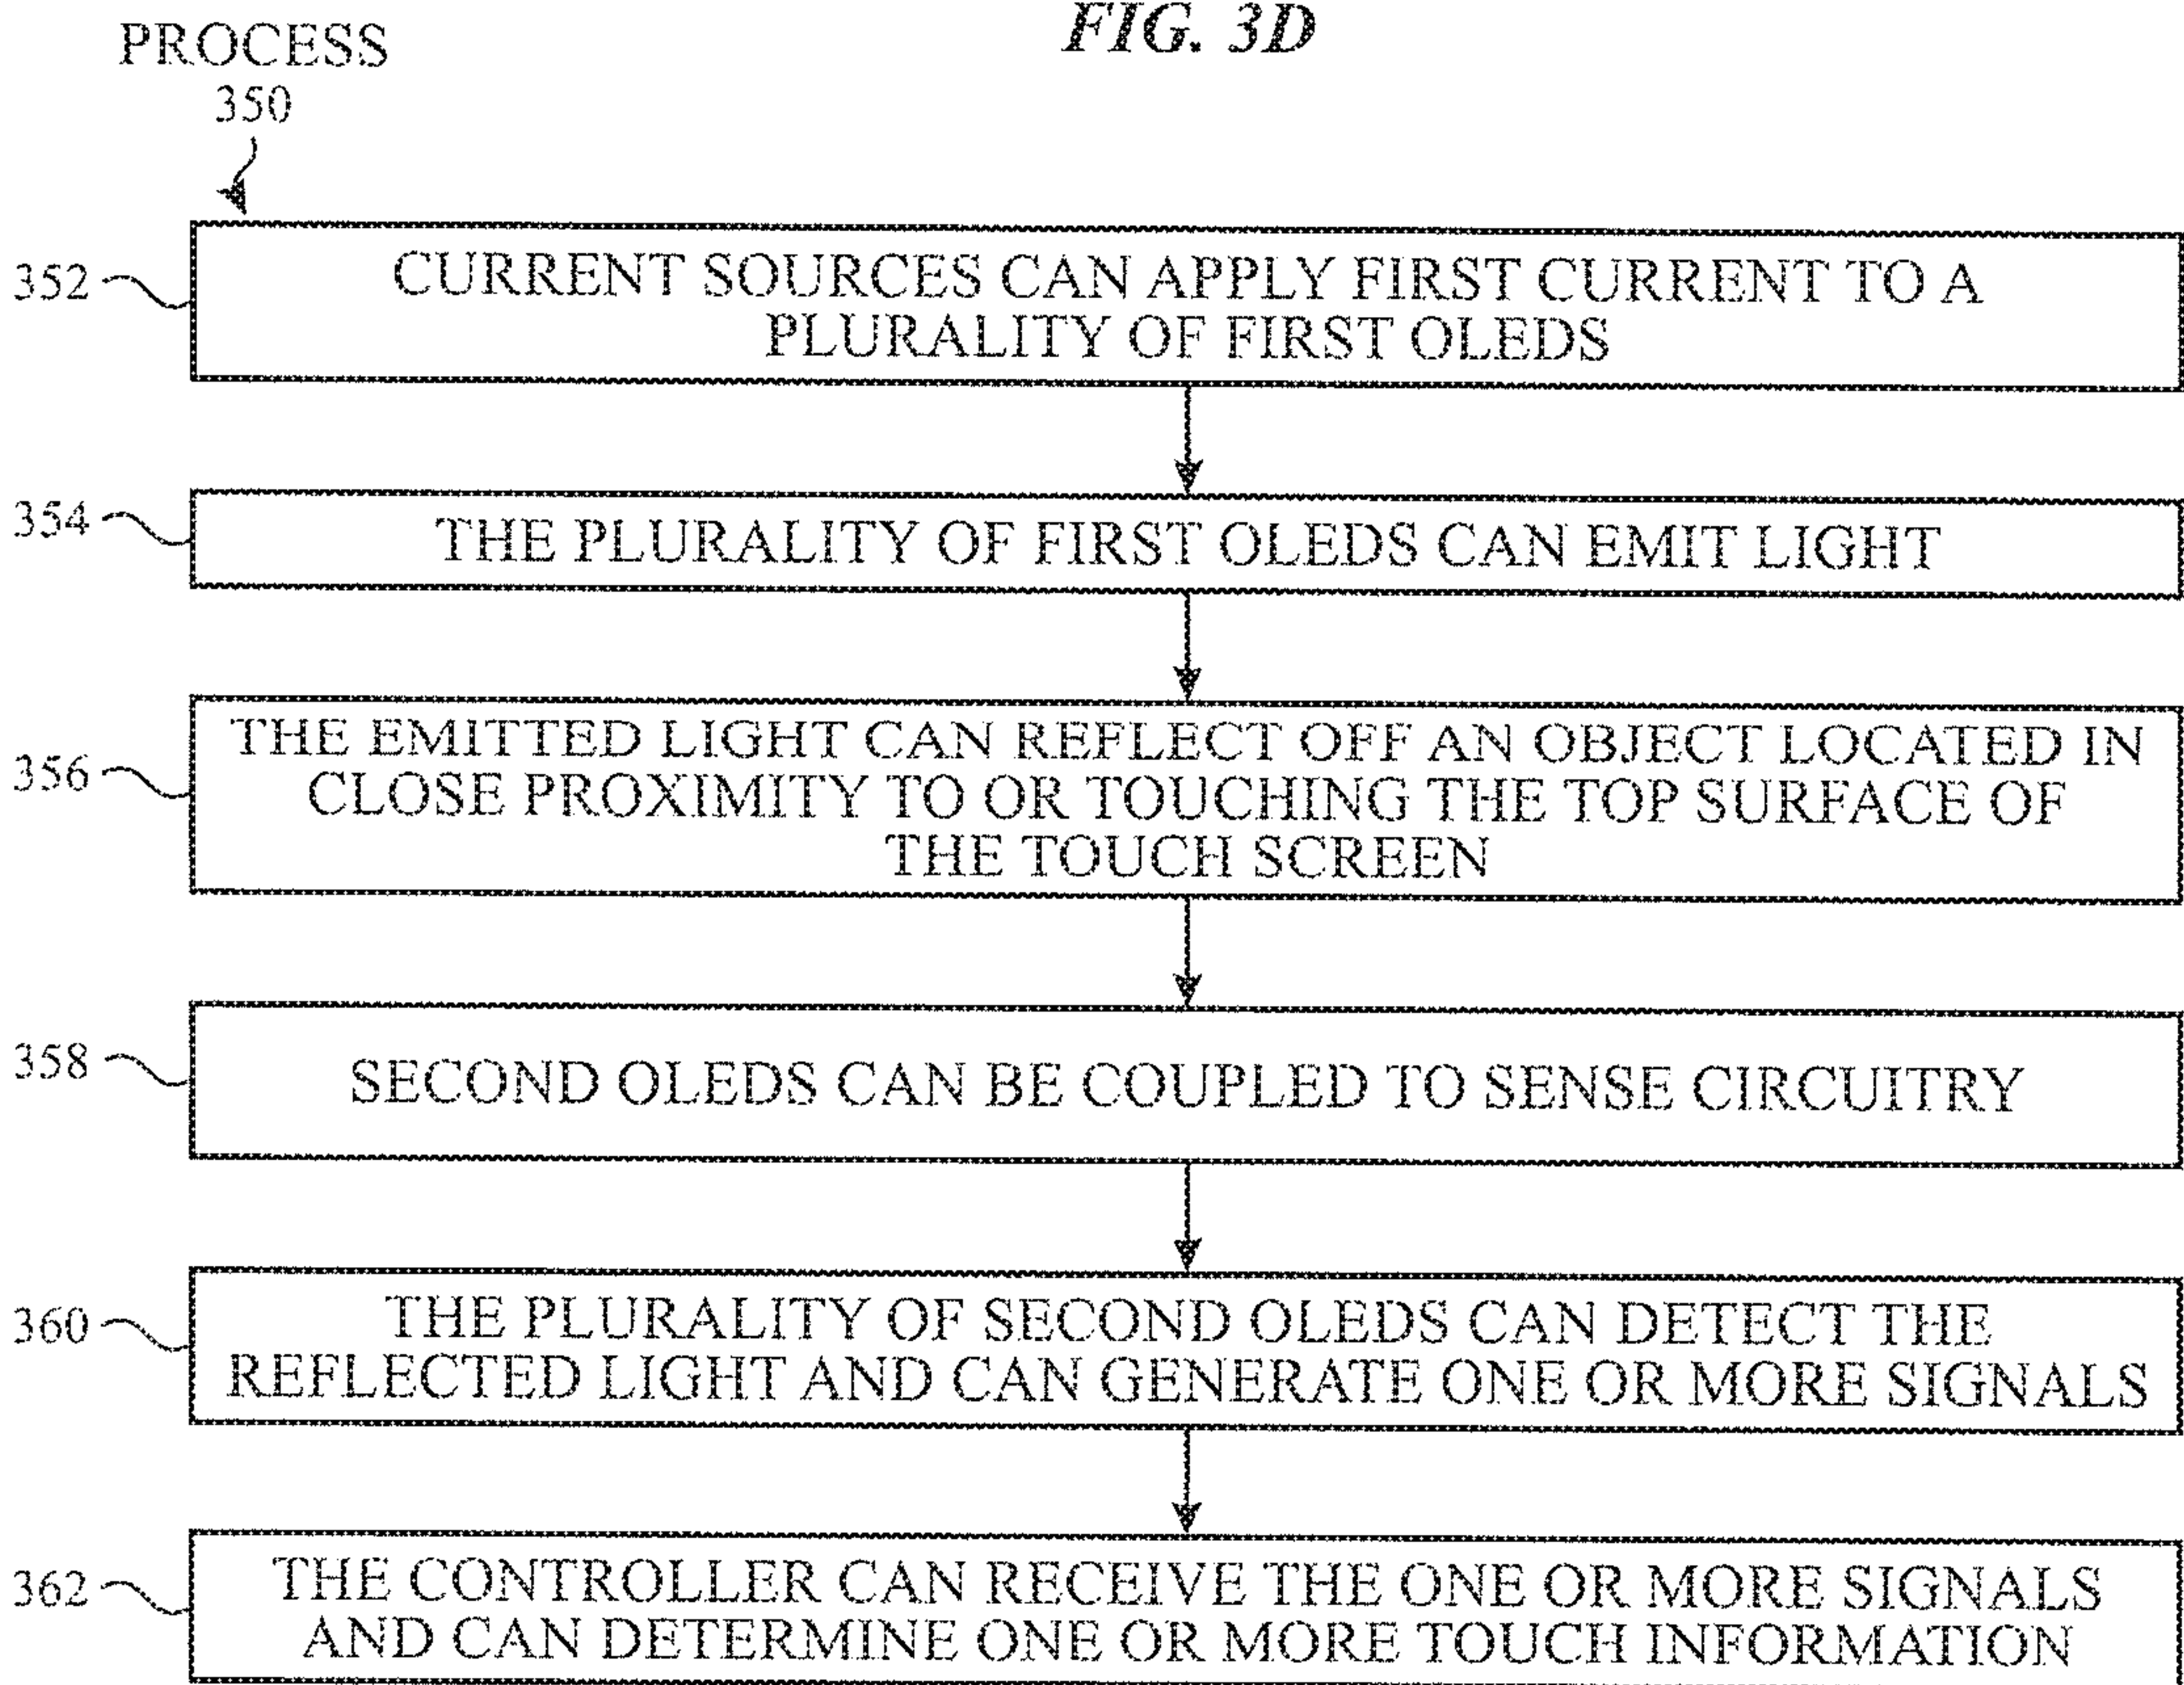 FIG. 3D
PROCESS
350
352
CURRENT SOURCES CAN APPLY FIRST CURRENT TO A
PLURALITY OF FIRST OLEDS
354
THE PLURALITY OF FIRST OLEDS CAN EMIT LIGHT
356
THE EMITTED LIGHT CAN REFLECT OFF AN OBJECT LOCATED IN
CLOSE PROXIMITY TO OR TOUCHING THE TOP SURFACE OF
THE TOUCH SCREEN
358
SECOND OLEDS CAN BE COUPLED TO SENSE CIRCUITRY
360
THE PLURALITY OF SECOND OLEDS CAN DETECT THE
REFLECTED LIGHT AND CAN GENERATE ONE OR MORE SIGNALS
362
THE CONTROLLER CAN RECEIVE THE ONE OR MORE SIGNALS
AND CAN DETERMINE ONE OR MORE TOUCH INFORMATION